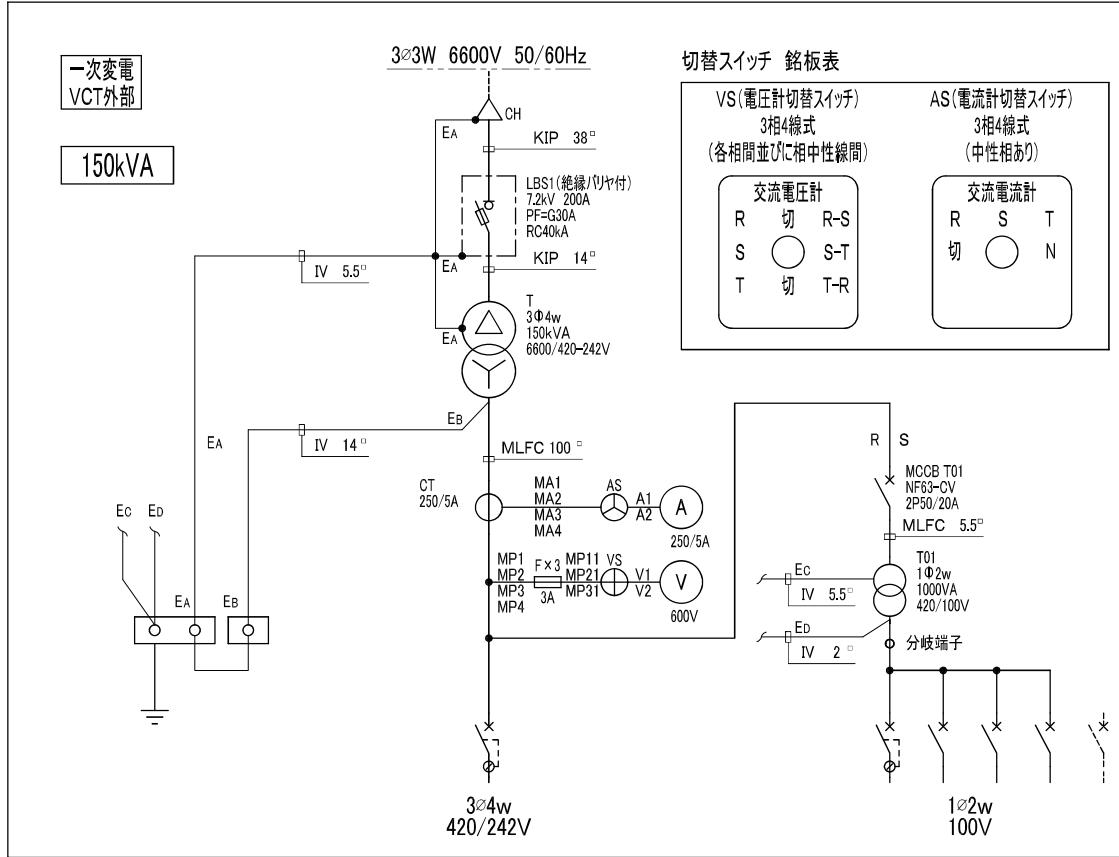 一次変電
VCT外部
150kVA
3∅3W 6600V 50/60Hz
CH
EA
KIP 38□
LBS1(絶縁バリヤ付)
7.2kV 200A
PF=G30A
RC40kA
EA
KIP 14□
IV 5.5□
T
3Φ4w
150kVA
6600/420-242V
EA
EB
IV 14□
EA
MLFC 100 □
CT
250/5A
MA1
MA2
MA3
MA4
AS
A1
A2
A
250/5A
MP1
MP2
MP3
MP4
F×3
3A
MP11
MP21
MP31
VS
V1
V2
V
600V
EC ED
EA
EB
3∅4w
420/242V
切替スイッチ 銘板表
VS(電圧計切替スイッチ)
3相4線式
(各相間並びに相中性線間)
交流電圧計
R 切 R-S
S S-T
T 切 T-R
AS(電流計切替スイッチ)
3相4線式
(中性相あり)
交流電流計
R S T
切 N
R S
MCCB T01
NF63-CV
2P50/20A
MLFC 5.5□
T01
1Φ2w
1000VA
420/100V
EC
IV 5.5□
ED
IV 2 □
分岐端子
1∅2w
100V